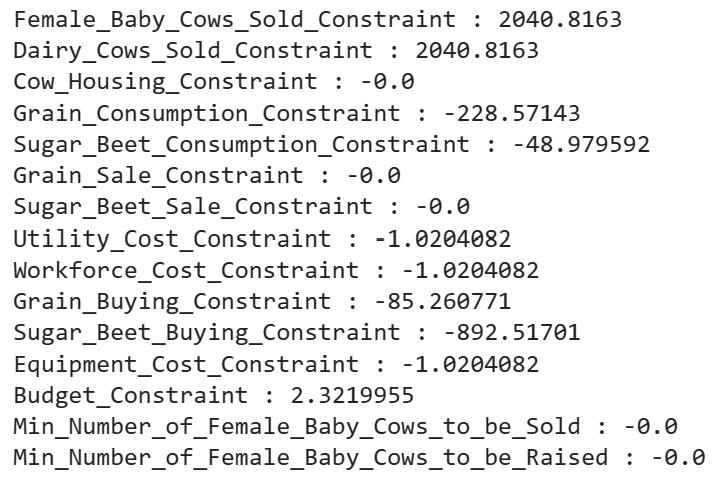 Female_Baby_Cows_Sold_Constraint : 2040.8163
Dairy_Cows_Sold_Constraint : 2040.8163
Cow_Housing_Constraint : -0.0
Grain_Consumption_Constraint : -228.57143
Sugar_Beet_Consumption_Constraint : -48.979592
Grain_Sale_Constraint : -0.0
Sugar_Beet_Sale_Constraint : -0.0
Utility_Cost_Constraint : -1.0204082
Workforce_Cost_Constraint : -1.0204082
Grain_Buying_Constraint : -85.260771
Sugar_Beet_Buying_Constraint : -892.51701
Equipment_Cost_Constraint : -1.0204082
Budget_Constraint : 2.3219955
Min_Number_of_Female_Baby_Cows_to_be_Sold : -0.0
Min_Number_of_Female_Baby_Cows_to_be_Raised : -0.0